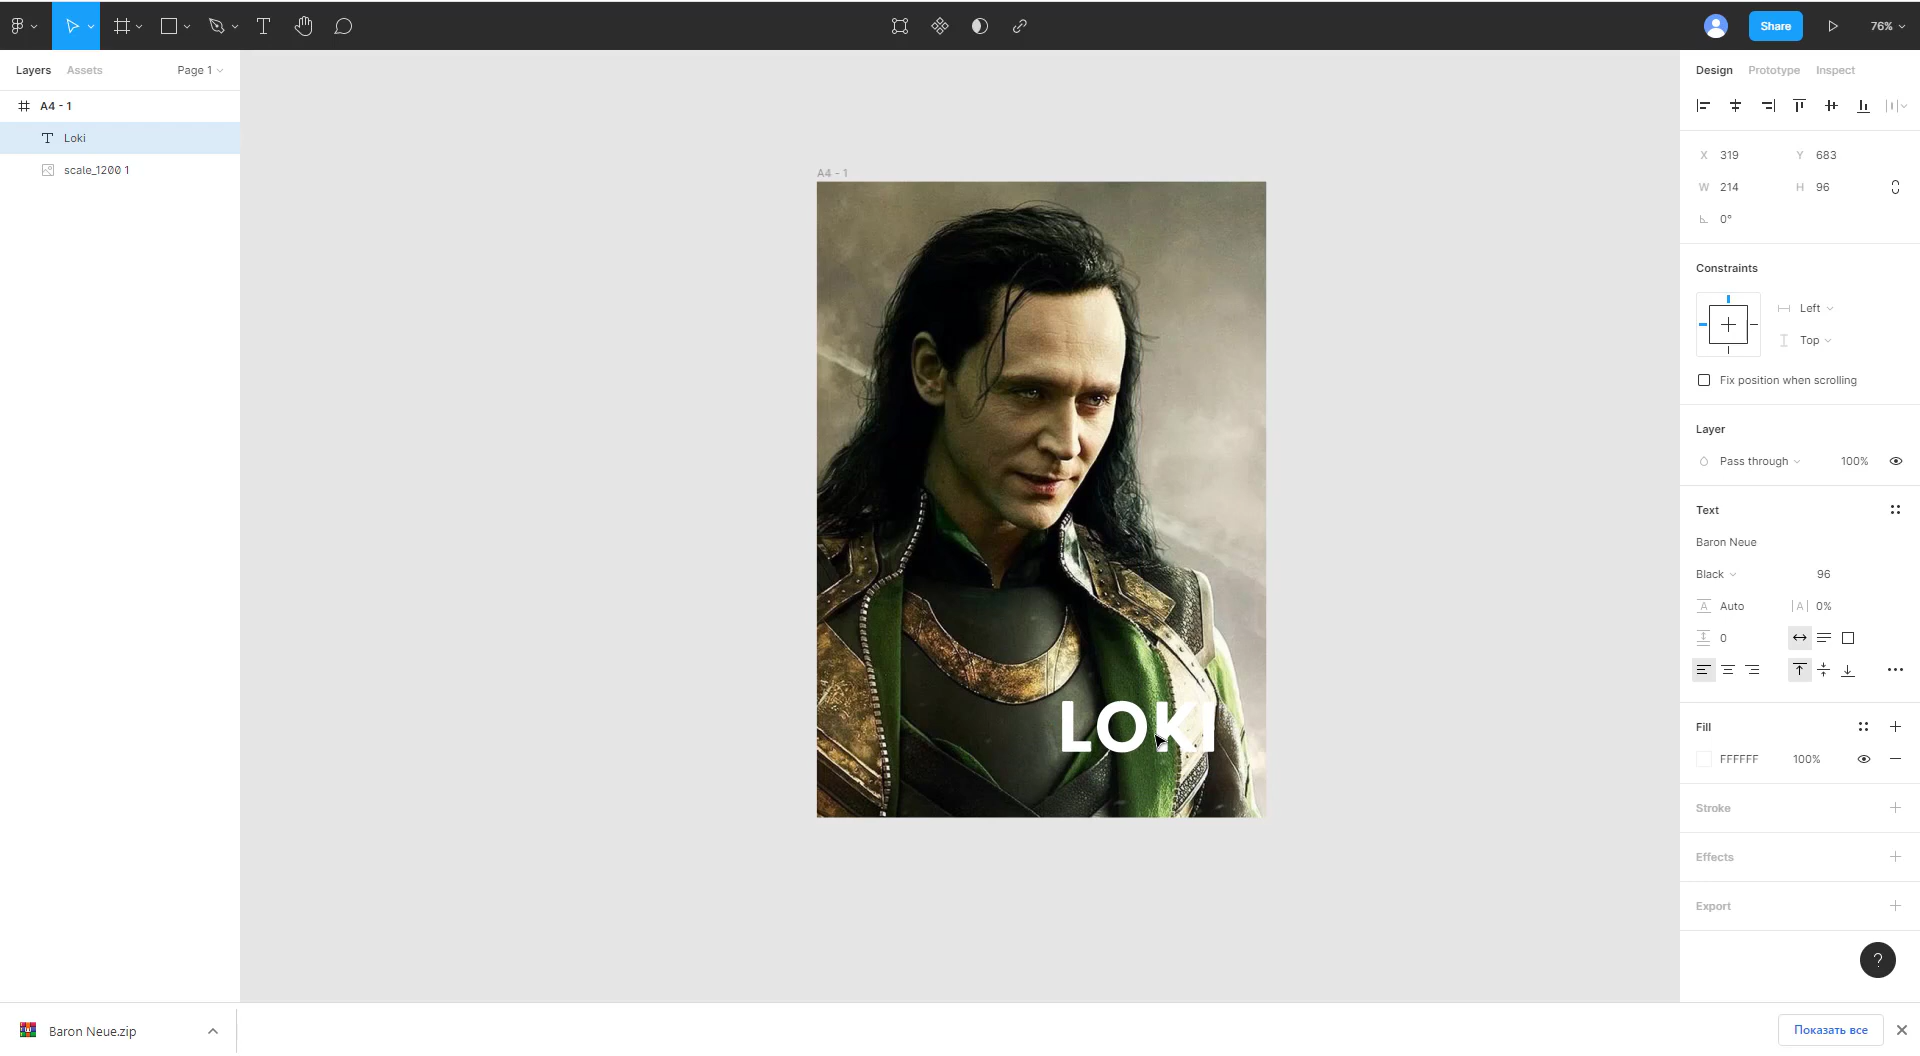 Share
76%
Layers
Assets
Page 1
Design
Prototype
Inspect
A4 - 1
Loki
scale_1200 1
A4 - 1
LOKI
X 319
Y 683
W 214
H 96
0°
Constraints
Left
Top
Fix position when scrolling
Layer
Pass through
100%
Text
Baron Neue
Black
96
A Auto
|A| 0%
0
Fill
FFFFFF
100%
Stroke
Effects
Export
?
Baron Neue.zip
Показать все